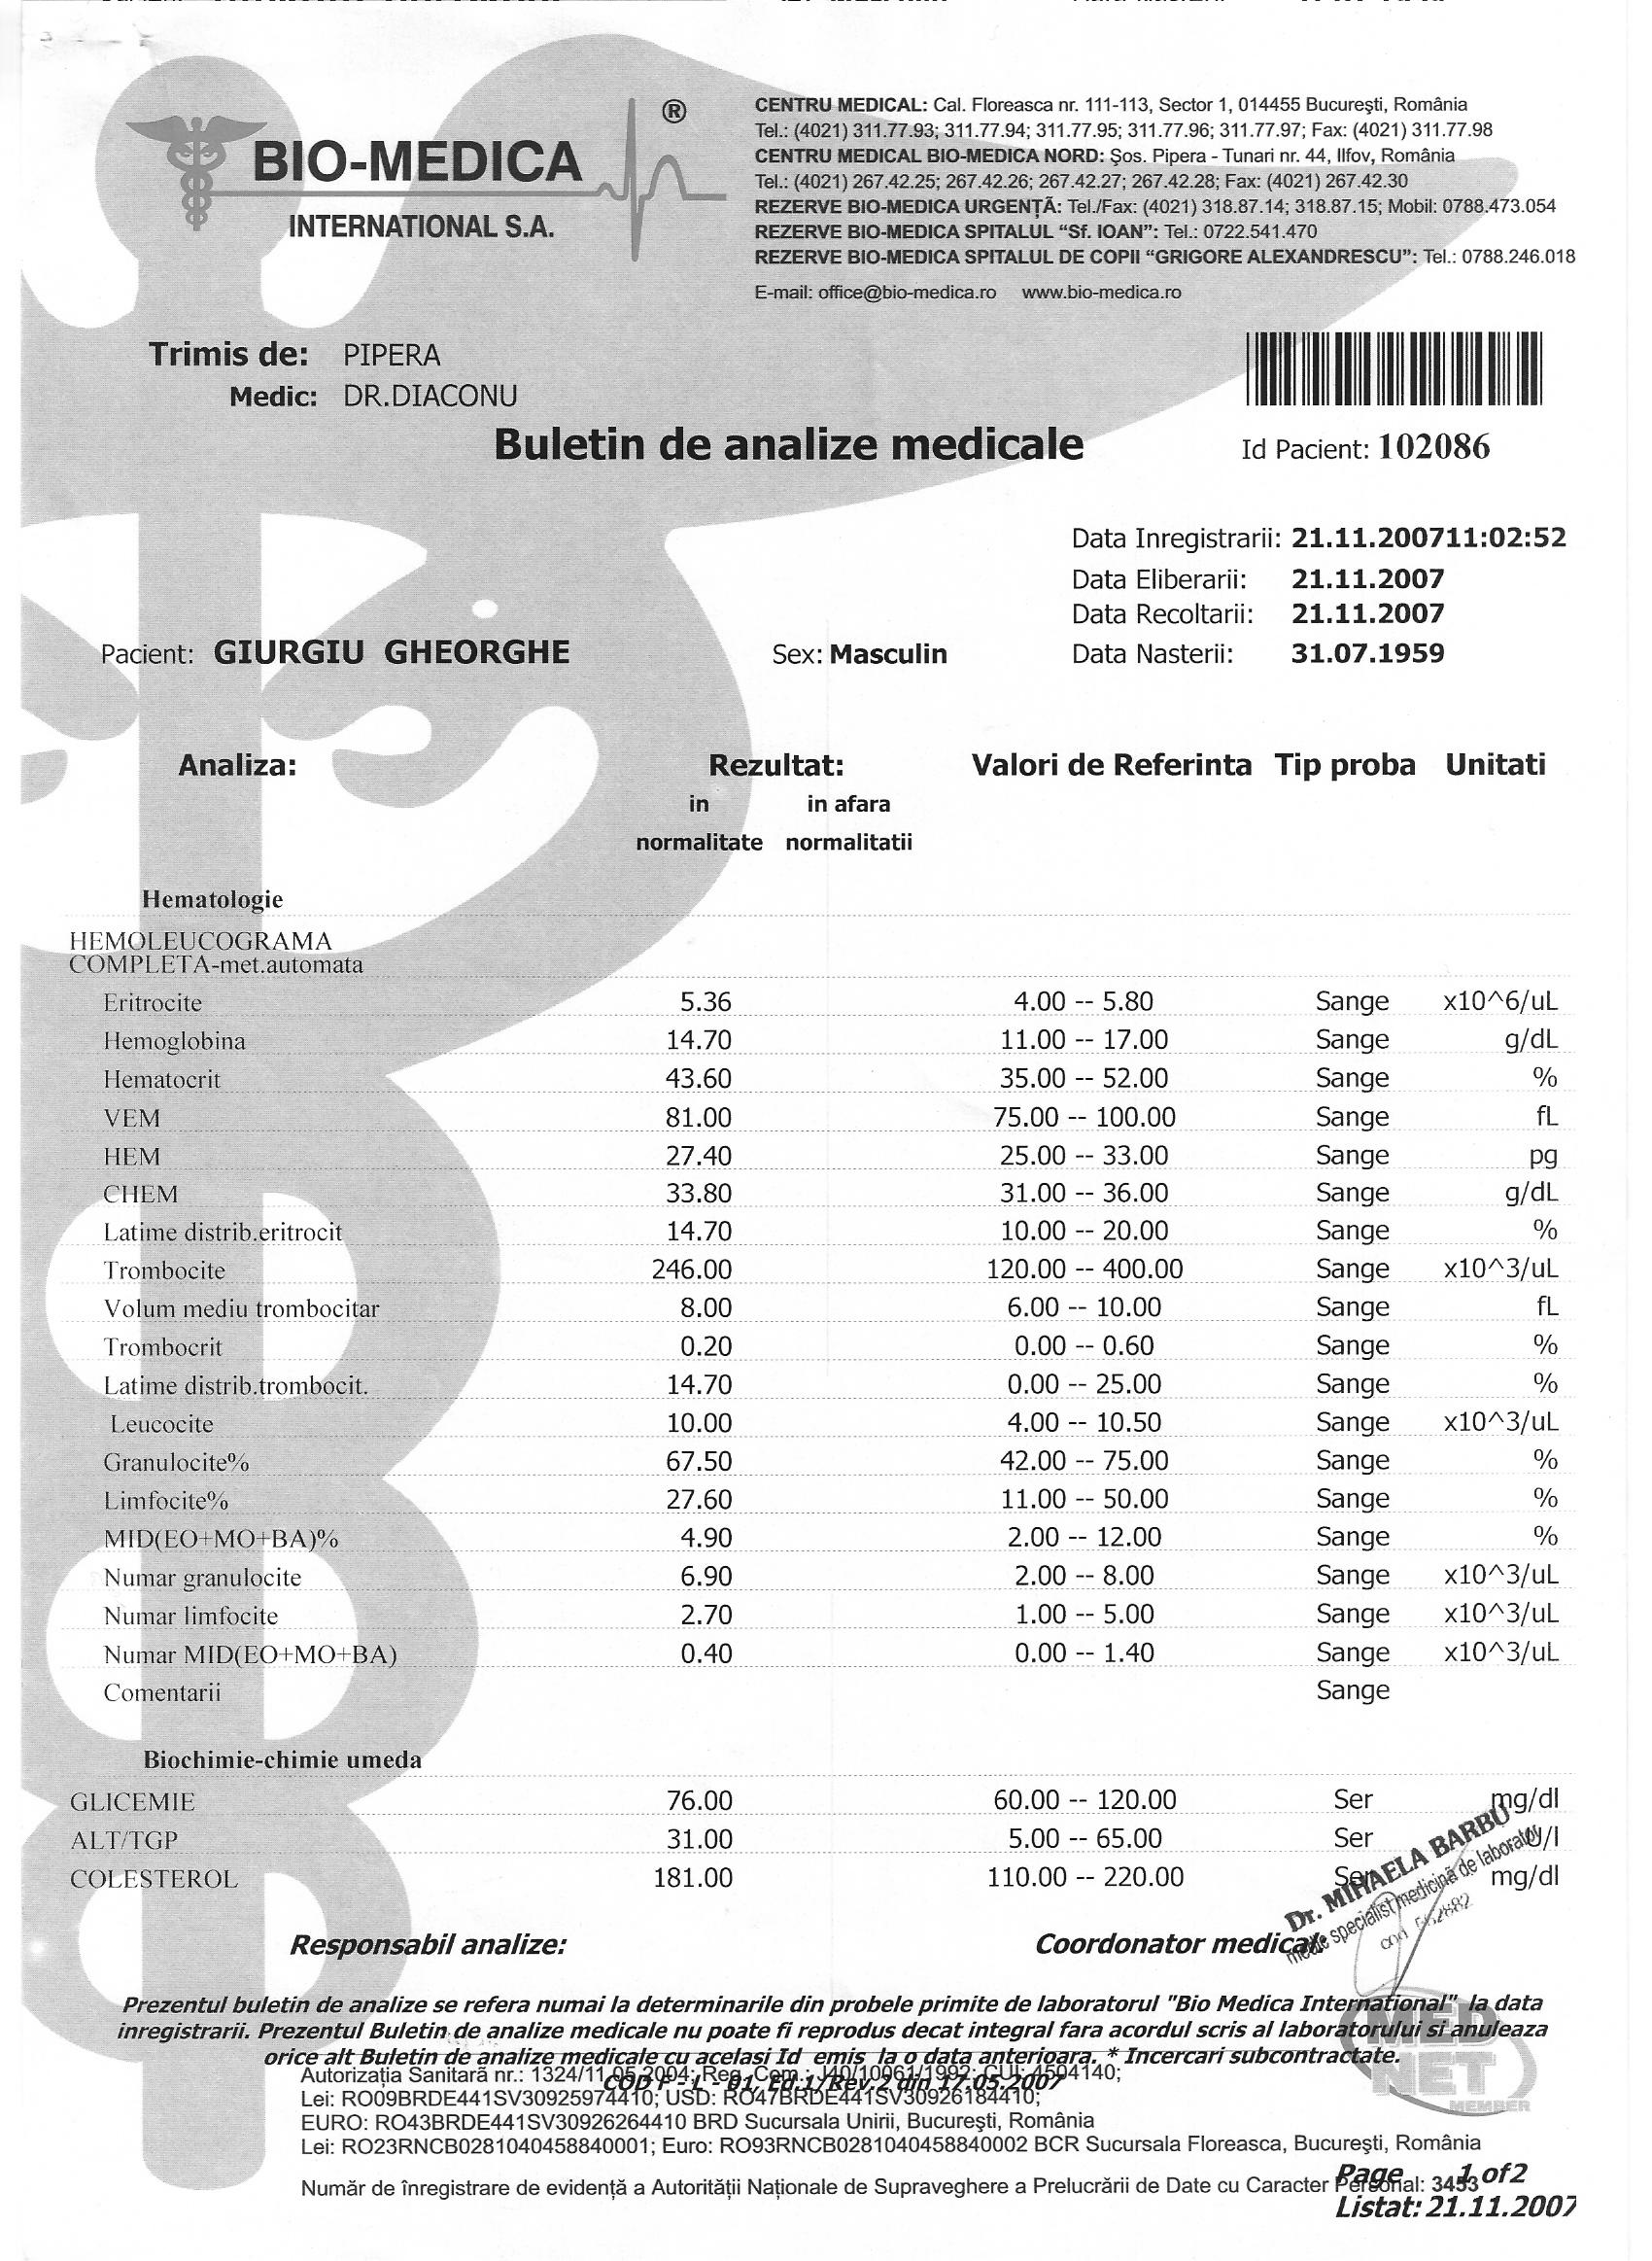 ®
BIO-MEDICA
INTERNATIONAL S.A.
CENTRU MEDICAL: Cal. Floreasca nr. 111-113, Sector 1, 014455 Bucureşti, România
Tel.: (4021) 311.77.93; 311.77.94; 311.77.95; 311.77.96; 311.77.97; Fax: (4021) 311.77.98
CENTRU MEDICAL BIO-MEDICA NORD: Şos. Pipera - Tunari nr. 44, Ilfov, România
Tel.: (4021) 267.42.25; 267.42.26; 267.42.27; 267.42.28; Fax: (4021) 267.42.30
REZERVE BIO-MEDICA URGENŢĂ: Tel./Fax: (4021) 318.87.14; 318.87.15; Mobil: 0788.473.054
REZERVE BIO-MEDICA SPITALUL “Sf. IOAN”: Tel.: 0722.541.470
REZERVE BIO-MEDICA SPITALUL DE COPII “GRIGORE ALEXANDRESCU”: Tel.: 0788.246.018
E-mail: office@bio-medica.ro www.bio-medica.ro
Trimis de: PIPERA
Medic: DR.DIACONU
Buletin de analize medicale
Id Pacient: 102086
Data Inregistrarii: 21.11.200711:02:52
Data Eliberarii: 21.11.2007
Data Recoltarii: 21.11.2007
Pacient: GIURGIU GHEORGHE Sex: Masculin Data Nasterii: 31.07.1959
Analiza: Rezultat: Valori de Referinta Tip proba Unitati
in in afara
normalitate normalitatii
Hematologie
HEMOLEUCOGRAMA
COMPLETA-met.automata
Eritrocite 5.36 4.00 -- 5.80 Sange x10^6/uL
Hemoglobina 14.70 11.00 -- 17.00 Sange g/dL
Hematocrit 43.60 35.00 -- 52.00 Sange %
VEM 81.00 75.00 -- 100.00 Sange fL
HEM 27.40 25.00 -- 33.00 Sange pg
CHEM 33.80 31.00 -- 36.00 Sange g/dL
Latime distrib.eritrocit 14.70 10.00 -- 20.00 Sange %
Trombocite 246.00 120.00 -- 400.00 Sange x10^3/uL
Volum mediu trombocitar 8.00 6.00 -- 10.00 Sange fL
Trombocrit 0.20 0.00 -- 0.60 Sange %
Latime distrib.trombocit. 14.70 0.00 -- 25.00 Sange %
Leucocite 10.00 4.00 -- 10.50 Sange x10^3/uL
Granulocite% 67.50 42.00 -- 75.00 Sange %
Limfocite% 27.60 11.00 -- 50.00 Sange %
MID(EO+MO+BA)% 4.90 2.00 -- 12.00 Sange %
Numar granulocite 6.90 2.00 -- 8.00 Sange x10^3/uL
Numar limfocite 2.70 1.00 -- 5.00 Sange x10^3/uL
Numar MID(EO+MO+BA) 0.40 0.00 -- 1.40 Sange x10^3/uL
Comentarii Sange
Biochimie-chimie umeda
GLICEMIE 76.00 60.00 -- 120.00 Ser mg/dl
ALT/TGP 31.00 5.00 -- 65.00 Ser U/l
COLESTEROL 181.00 110.00 -- 220.00 Ser mg/dl
Dr. MIHAELA BARBU
medic specialist medicină de laborator
cod
Responsabil analize: Coordonator medical:
Prezentul buletin de analize se refera numai la determinarile din probele primite de laboratorul "Bio Medica International" la data
inregistrarii. Prezentul Buletin de analize medicale nu poate fi reprodus decat integral fara acordul scris al laboratorului si anuleaza
orice alt Buletin de analize medicale cu acelasi Id emis la o data anterioara. * Incercari subcontractate.
Autorizaţia Sanitară nr.: 1324/11.05.2004; Reg. Com.: J40/10061/1992; CUI: 4594140;
COD F - L - 01, Ed.1/Rev.2 din 17.05.2007
Lei: RO09BRDE441SV30925974410; USD: RO47BRDE441SV30926184410;
EURO: RO43BRDE441SV30926264410 BRD Sucursala Unirii, Bucureşti, România
Lei: RO23RNCB0281040458840001; Euro: RO93RNCB0281040458840002 BCR Sucursala Floreasca, Bucureşti, România
MED
NET
MEMBER
Număr de înregistrare de evidenţă a Autorităţii Naţionale de Supraveghere a Prelucrării de Date cu Caracter Personal: 3453
Page 1 of2
Listat: 21.11.2007